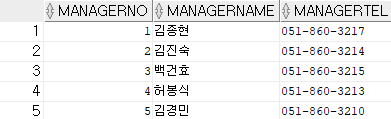 MANAGERNO MANAGERNAME MANAGERTEL
1 1 김종현 051-860-3217
2 2 김진숙 051-860-3214
3 3 백건효 051-860-3215
4 4 허봉식 051-860-3213
5 5 김경민 051-860-3210